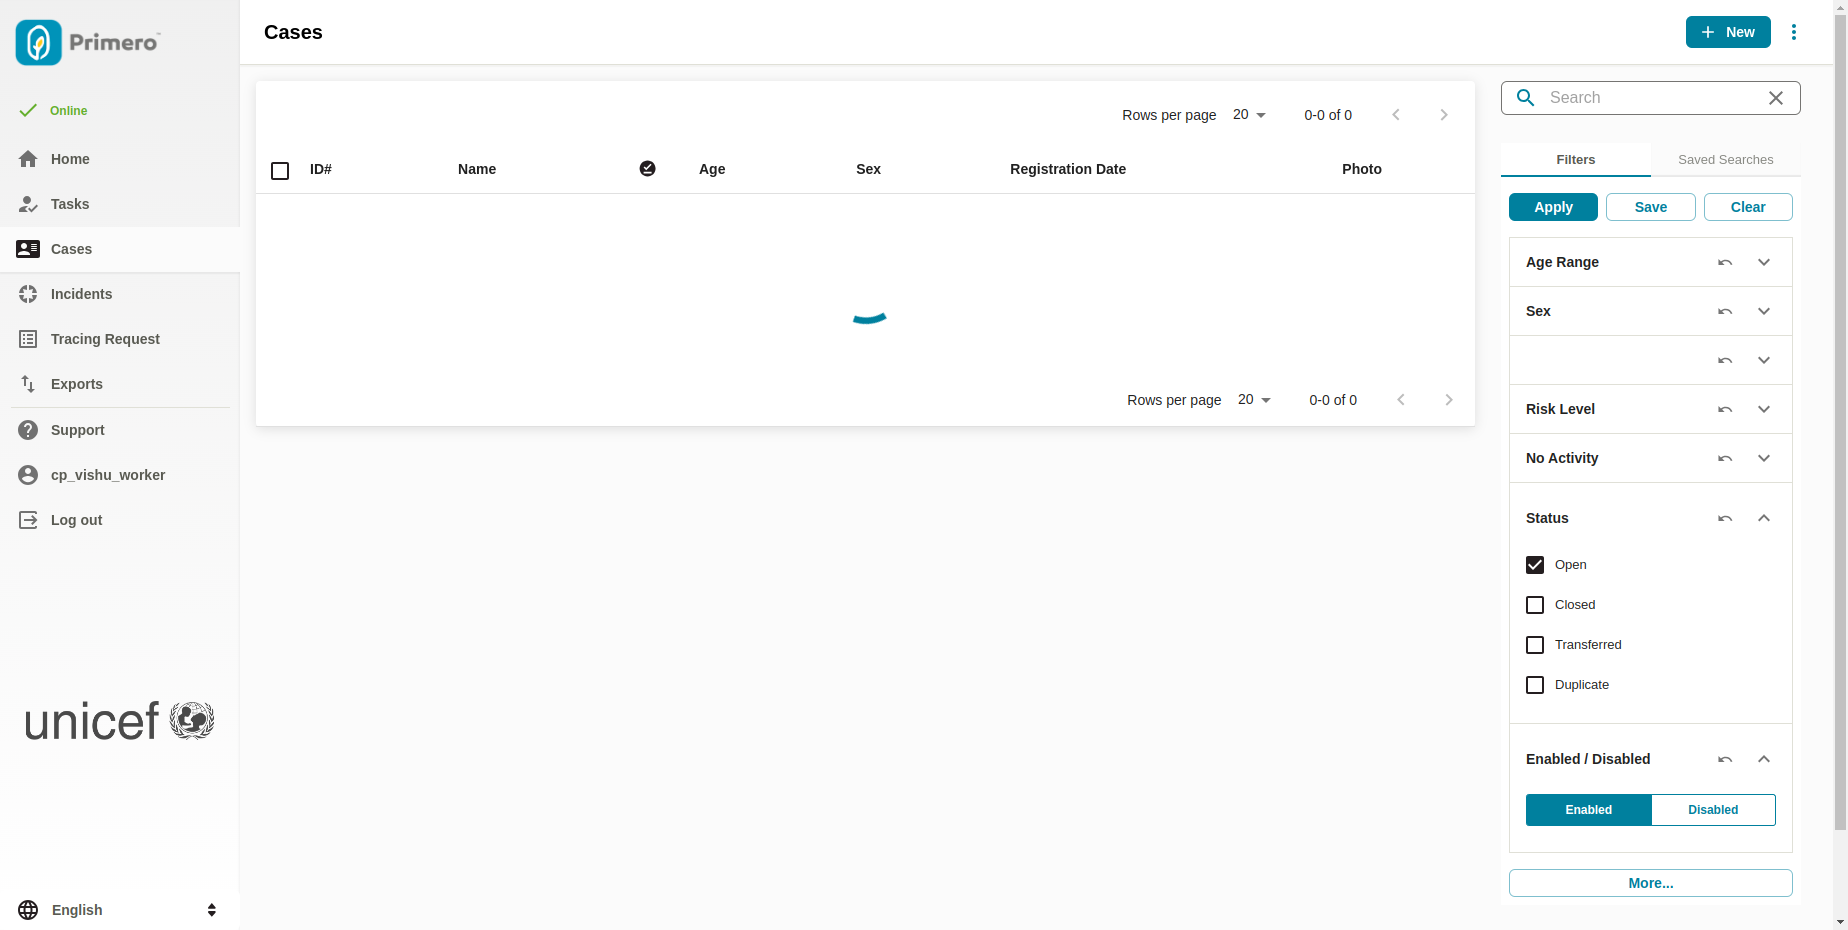 Primero™
Online
Home
Tasks
Cases
Incidents
Tracing Request
Exports
Support
cp_vishu_worker
Log out
unicef
English
Cases
New
Rows per page 20 0-0 of 0
ID# Name Age Sex Registration Date Photo
Rows per page 20 0-0 of 0
Search
Filters Saved Searches
Apply Save Clear
Age Range
Sex
Risk Level
No Activity
Status
Open
Closed
Transferred
Duplicate
Enabled / Disabled
Enabled Disabled
More...